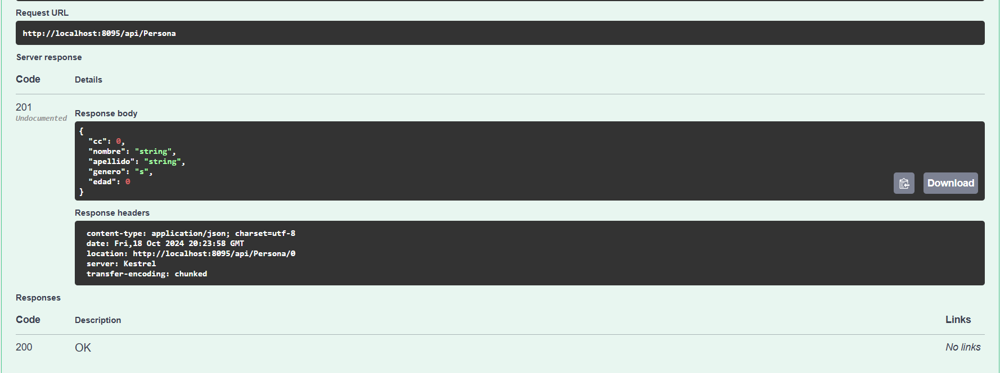 Request URL
http://localhost:8095/api/Persona
Server response
Code Details
201
Undocumented
Response body
{
  "cc": 0,
  "nombre": "string",
  "apellido": "string",
  "genero": "s",
  "edad": 0
}
Download
Response headers
content-type: application/json; charset=utf-8
date: Fri,18 Oct 2024 20:23:58 GMT
location: http://localhost:8095/api/Persona/0
server: Kestrel
transfer-encoding: chunked
Responses
Code Description Links
200 OK No links